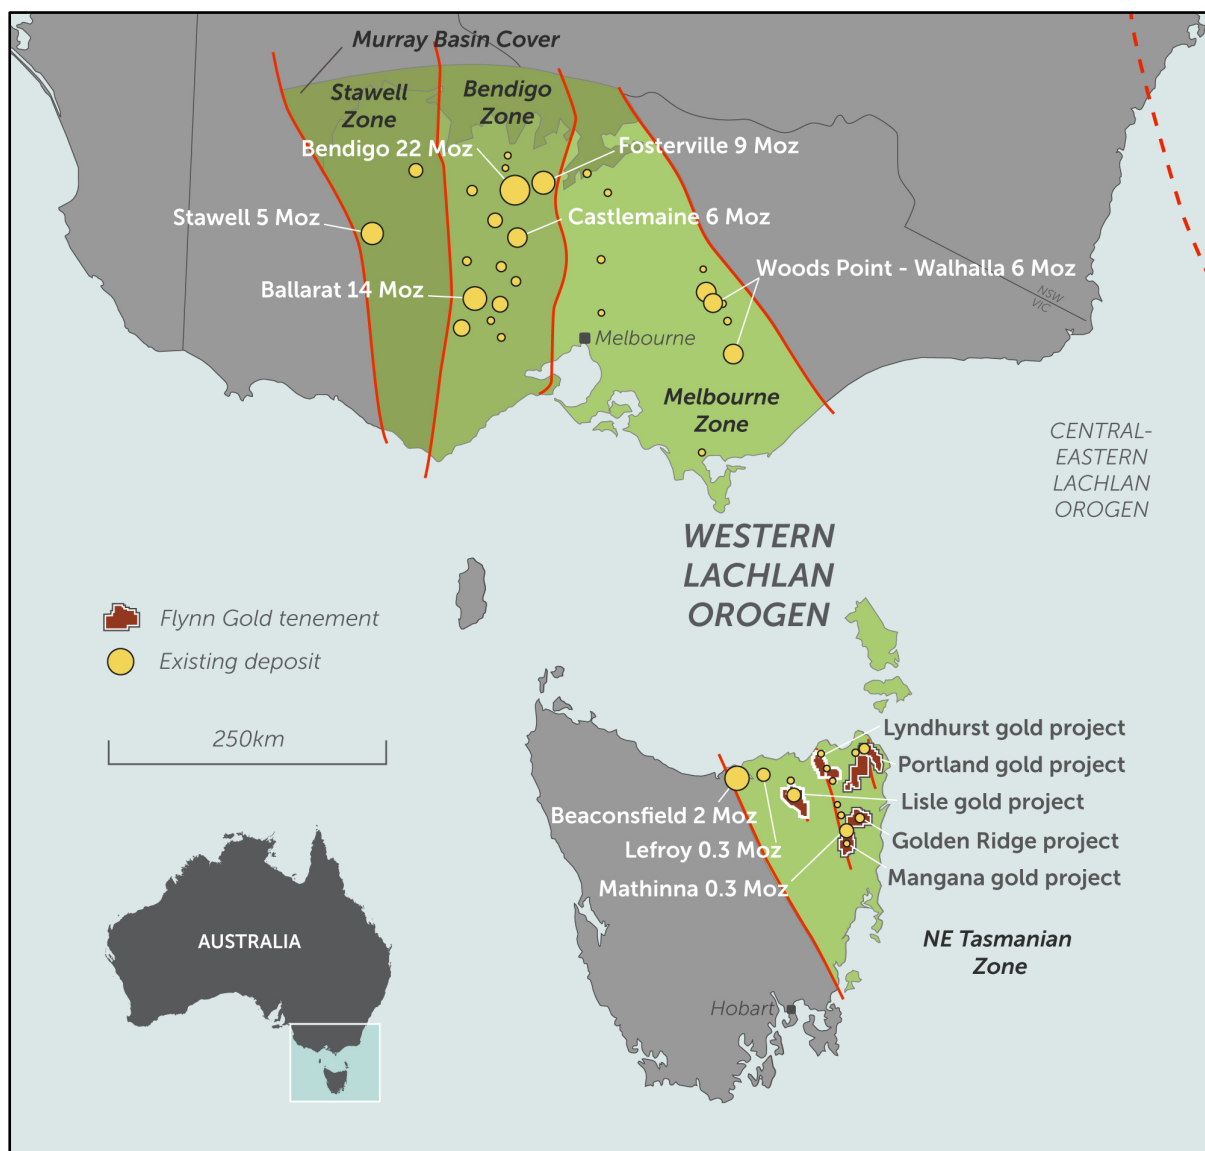 Murray Basin Cover
Stawell
Zone
Bendigo
Zone
Bendigo 22 Moz
Fosterville 9 Moz
Stawell 5 Moz
Castlemaine 6 Moz
Ballarat 14 Moz
Woods Point - Walhalla 6 Moz
NSW
VIC
Melbourne
Melbourne
Zone
CENTRAL-
EASTERN
LACHLAN
OROGEN
WESTERN
LACHLAN
OROGEN
Flynn Gold tenement
Existing deposit
250km
Lyndhurst gold project
Portland gold project
Lisle gold project
Golden Ridge project
Mangana gold project
Beaconsfield 2 Moz
Lefroy 0.3 Moz
Mathinna 0.3 Moz
NE Tasmanian
Zone
Hobart
AUSTRALIA